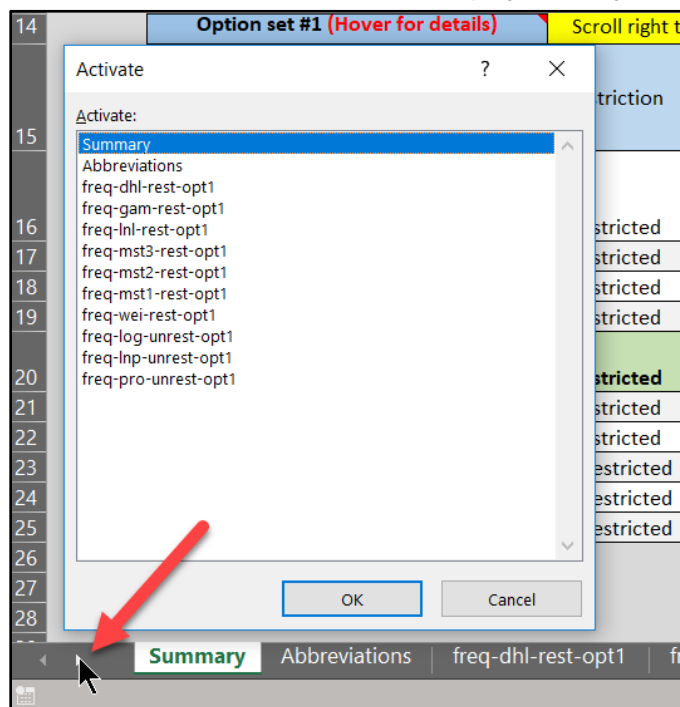 14 Option set #1 (Hover for details) Scroll right t
Activate ? ×
Activate:
triction
15
Summary
Abbreviations
freq-dhl-rest-opt1
freq-gam-rest-opt1
freq-lnl-rest-opt1
freq-mst3-rest-opt1
freq-mst2-rest-opt1
freq-mst1-rest-opt1
freq-wei-rest-opt1
freq-log-unrest-opt1
freq-lnp-unrest-opt1
freq-pro-unrest-opt1
16 stricted
17 stricted
18 stricted
19 stricted
20 stricted
21 stricted
22 stricted
23 estricted
24 estricted
25 estricted
26
27
28
OK Cancel
Summary Abbreviations freq-dhl-rest-opt1